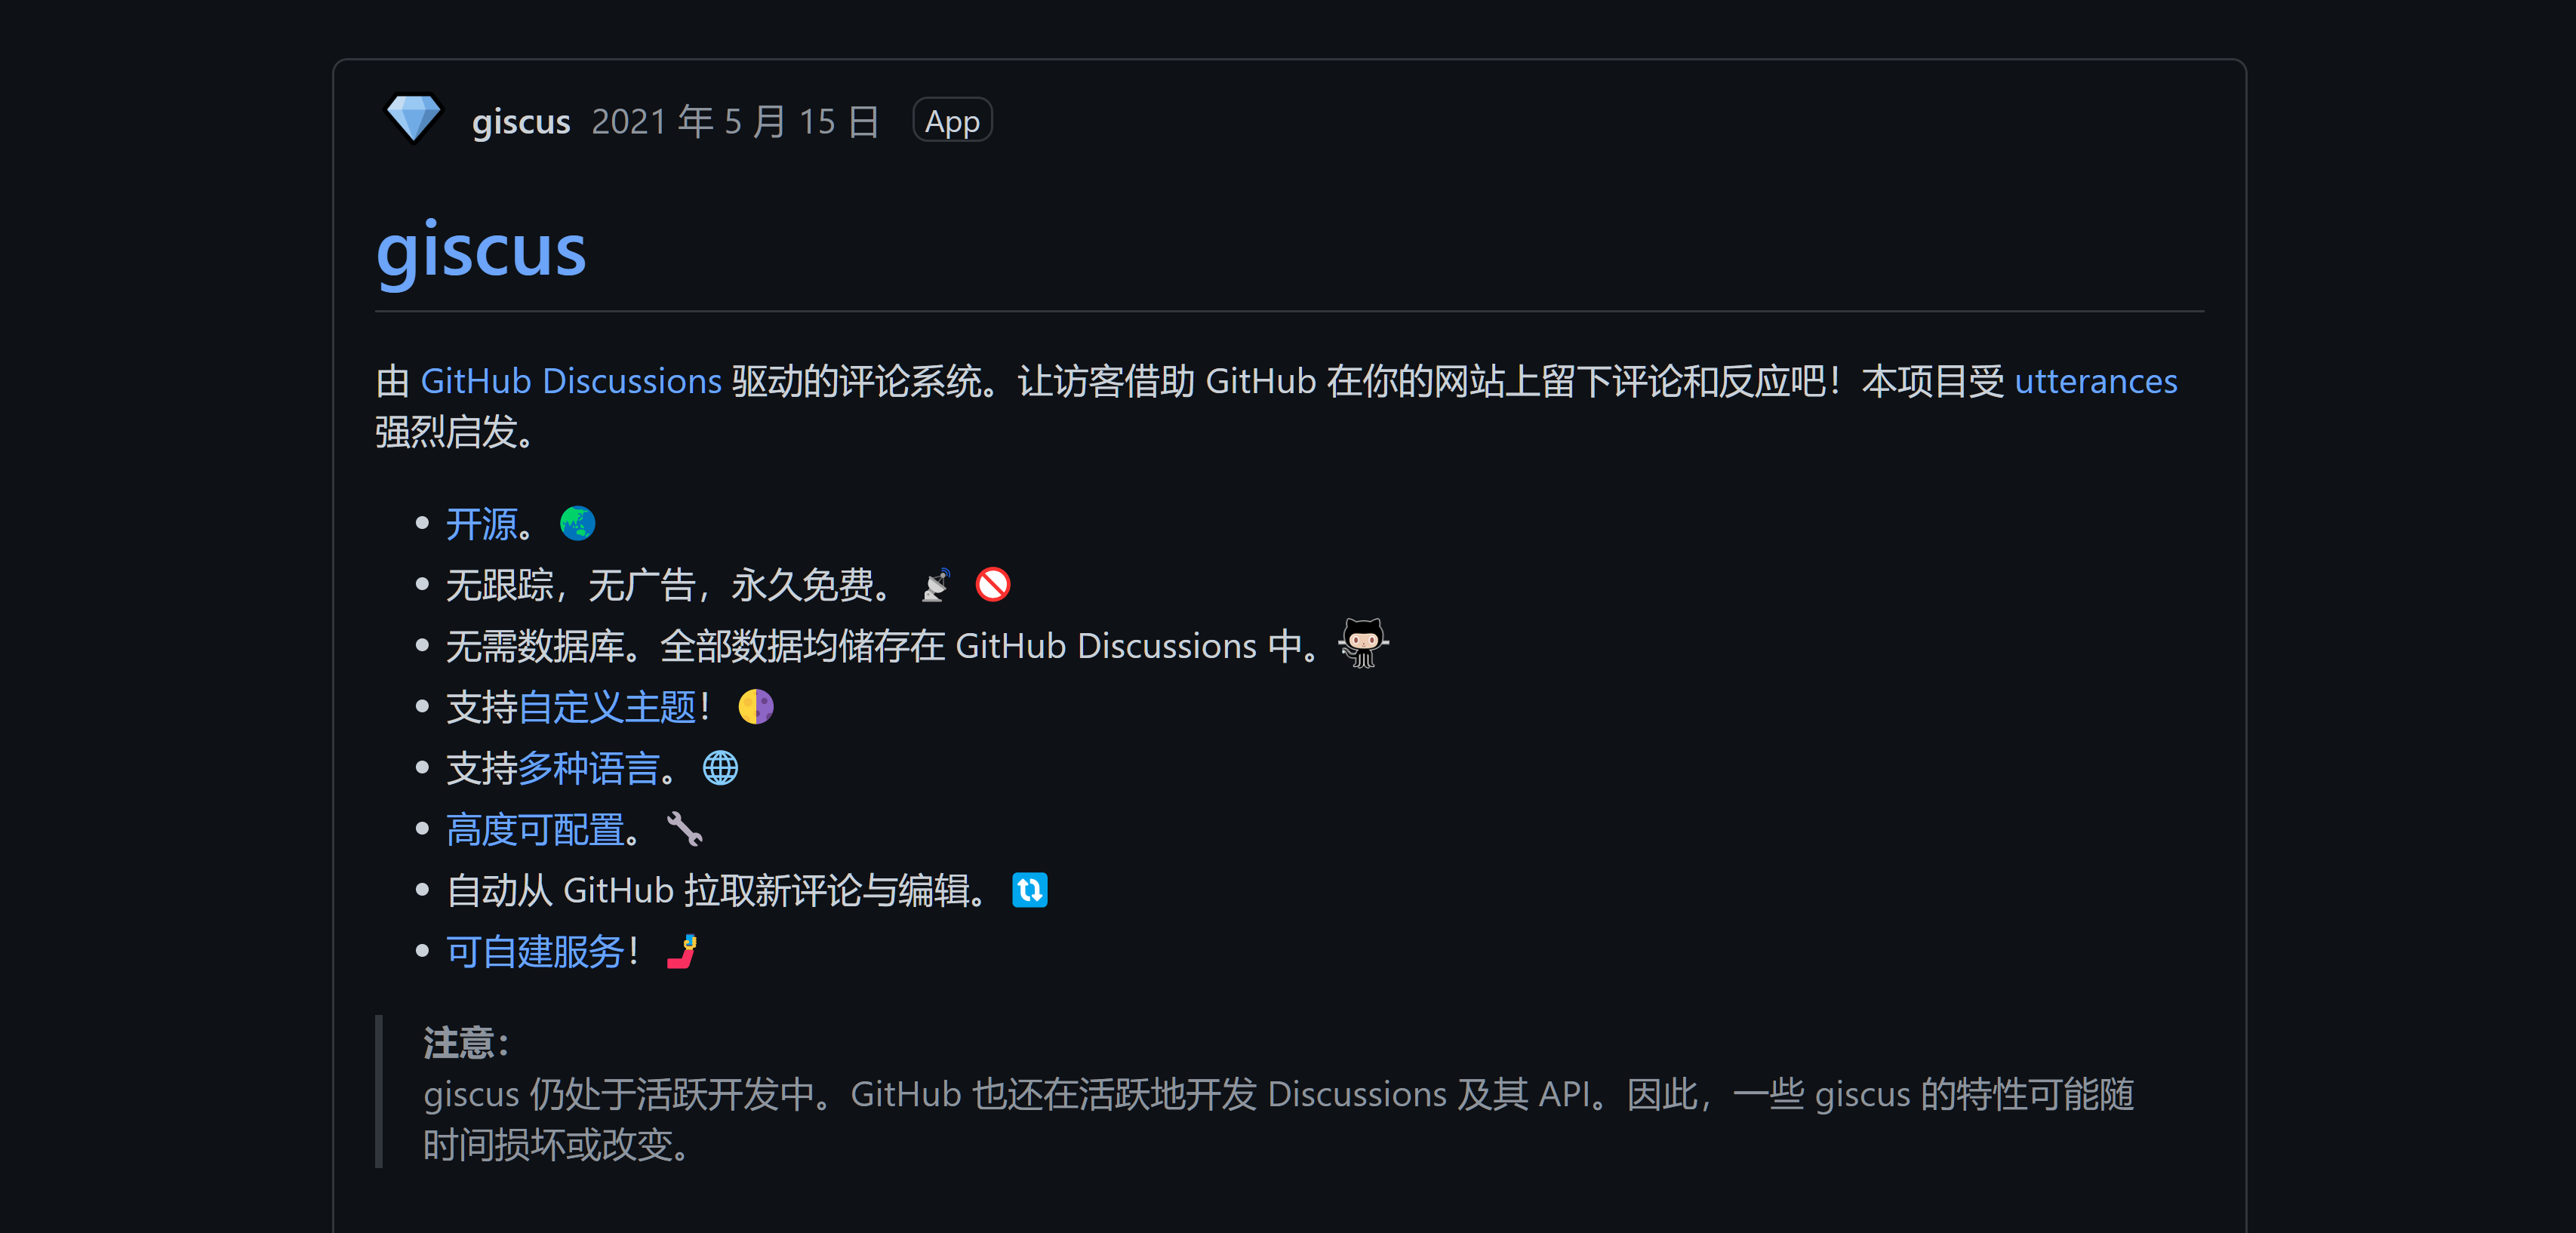 giscus 2021 年 5 月 15 日 App
giscus
由 GitHub Discussions 驱动的评论系统。让访客借助 GitHub 在你的网站上留下评论和反应吧！本项目受 utterances
强烈启发。
开源。
无跟踪，无广告，永久免费。
无需数据库。全部数据均储存在 GitHub Discussions 中。
支持自定义主题！
支持多种语言。
高度可配置。
自动从 GitHub 拉取新评论与编辑。
可自建服务！
注意：
giscus 仍处于活跃开发中。GitHub 也还在活跃地开发 Discussions 及其 API。因此，一些 giscus 的特性可能随
时间损坏或改变。